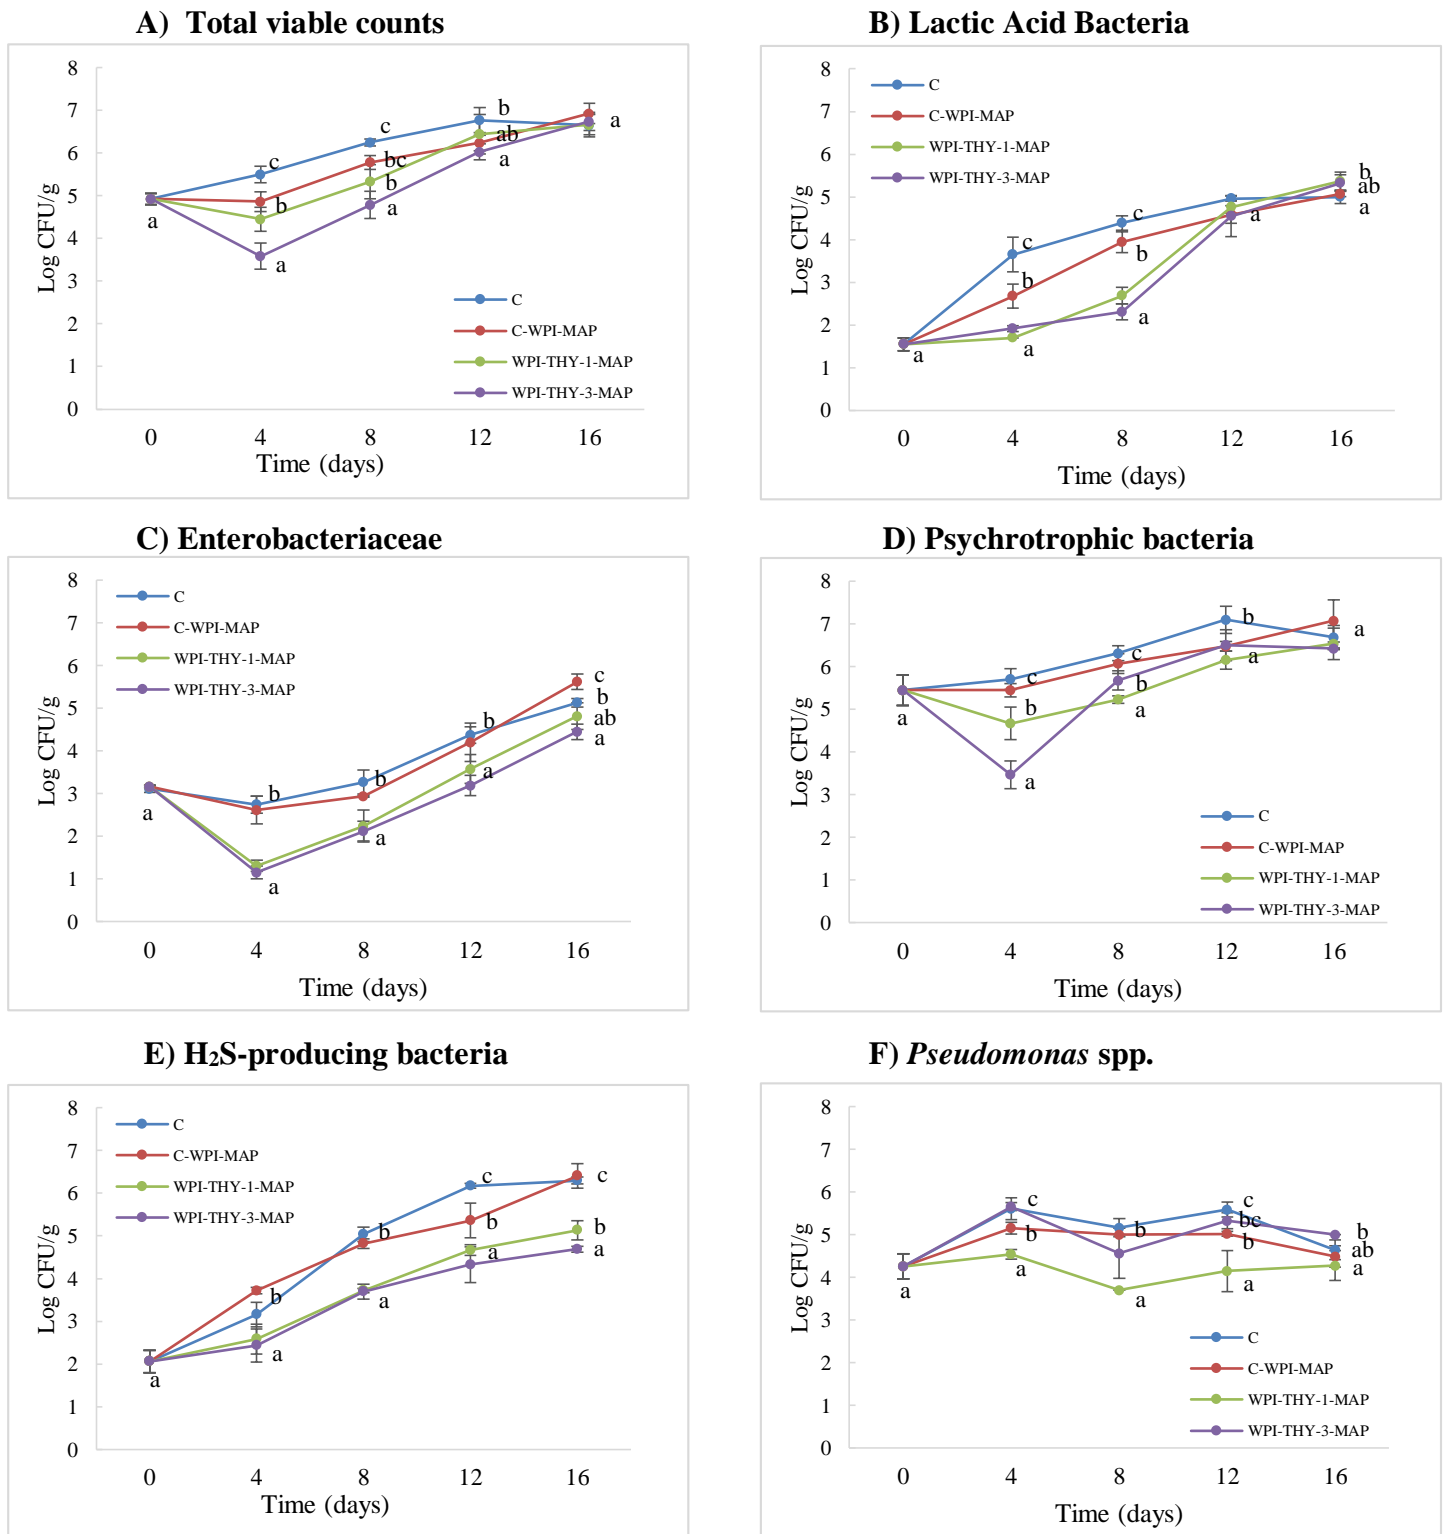 A) Total viable counts
8
7
6
5
4
3
2
1
0
Log CFU/g
0 4 8 12 16
Time (days)
C
C-WPI-MAP
WPI-THY-1-MAP
WPI-THY-3-MAP
a
c
b
a
c
bc
b
a
b
ab
a
a
B) Lactic Acid Bacteria
8
7
6
5
4
3
2
1
0
Log CFU/g
0 4 8 12 16
Time (days)
C
C-WPI-MAP
WPI-THY-1-MAP
WPI-THY-3-MAP
a
c
b
a
c
b
a
a
b
ab
a
C) Enterobacteriaceae
8
7
6
5
4
3
2
1
0
Log CFU/g
0 4 8 12 16
Time (days)
C
C-WPI-MAP
WPI-THY-1-MAP
WPI-THY-3-MAP
a
b
a
b
a
b
a
c
b
ab
a
D) Psychrotrophic bacteria
8
7
6
5
4
3
2
1
0
Log CFU/g
0 4 8 12 16
Time (days)
C
C-WPI-MAP
WPI-THY-1-MAP
WPI-THY-3-MAP
a
c
b
a
c
b
a
b
a
a
E) H₂S-producing bacteria
8
7
6
5
4
3
2
1
0
Log CFU/g
0 4 8 12 16
Time (days)
C
C-WPI-MAP
WPI-THY-1-MAP
WPI-THY-3-MAP
a
b
a
b
a
c
b
a
c
b
a
F) Pseudomonas spp.
8
7
6
5
4
3
2
1
0
Log CFU/g
0 4 8 12 16
Time (days)
C
C-WPI-MAP
WPI-THY-1-MAP
WPI-THY-3-MAP
a
c
b
a
b
a
c
bc
b
a
b
ab
a